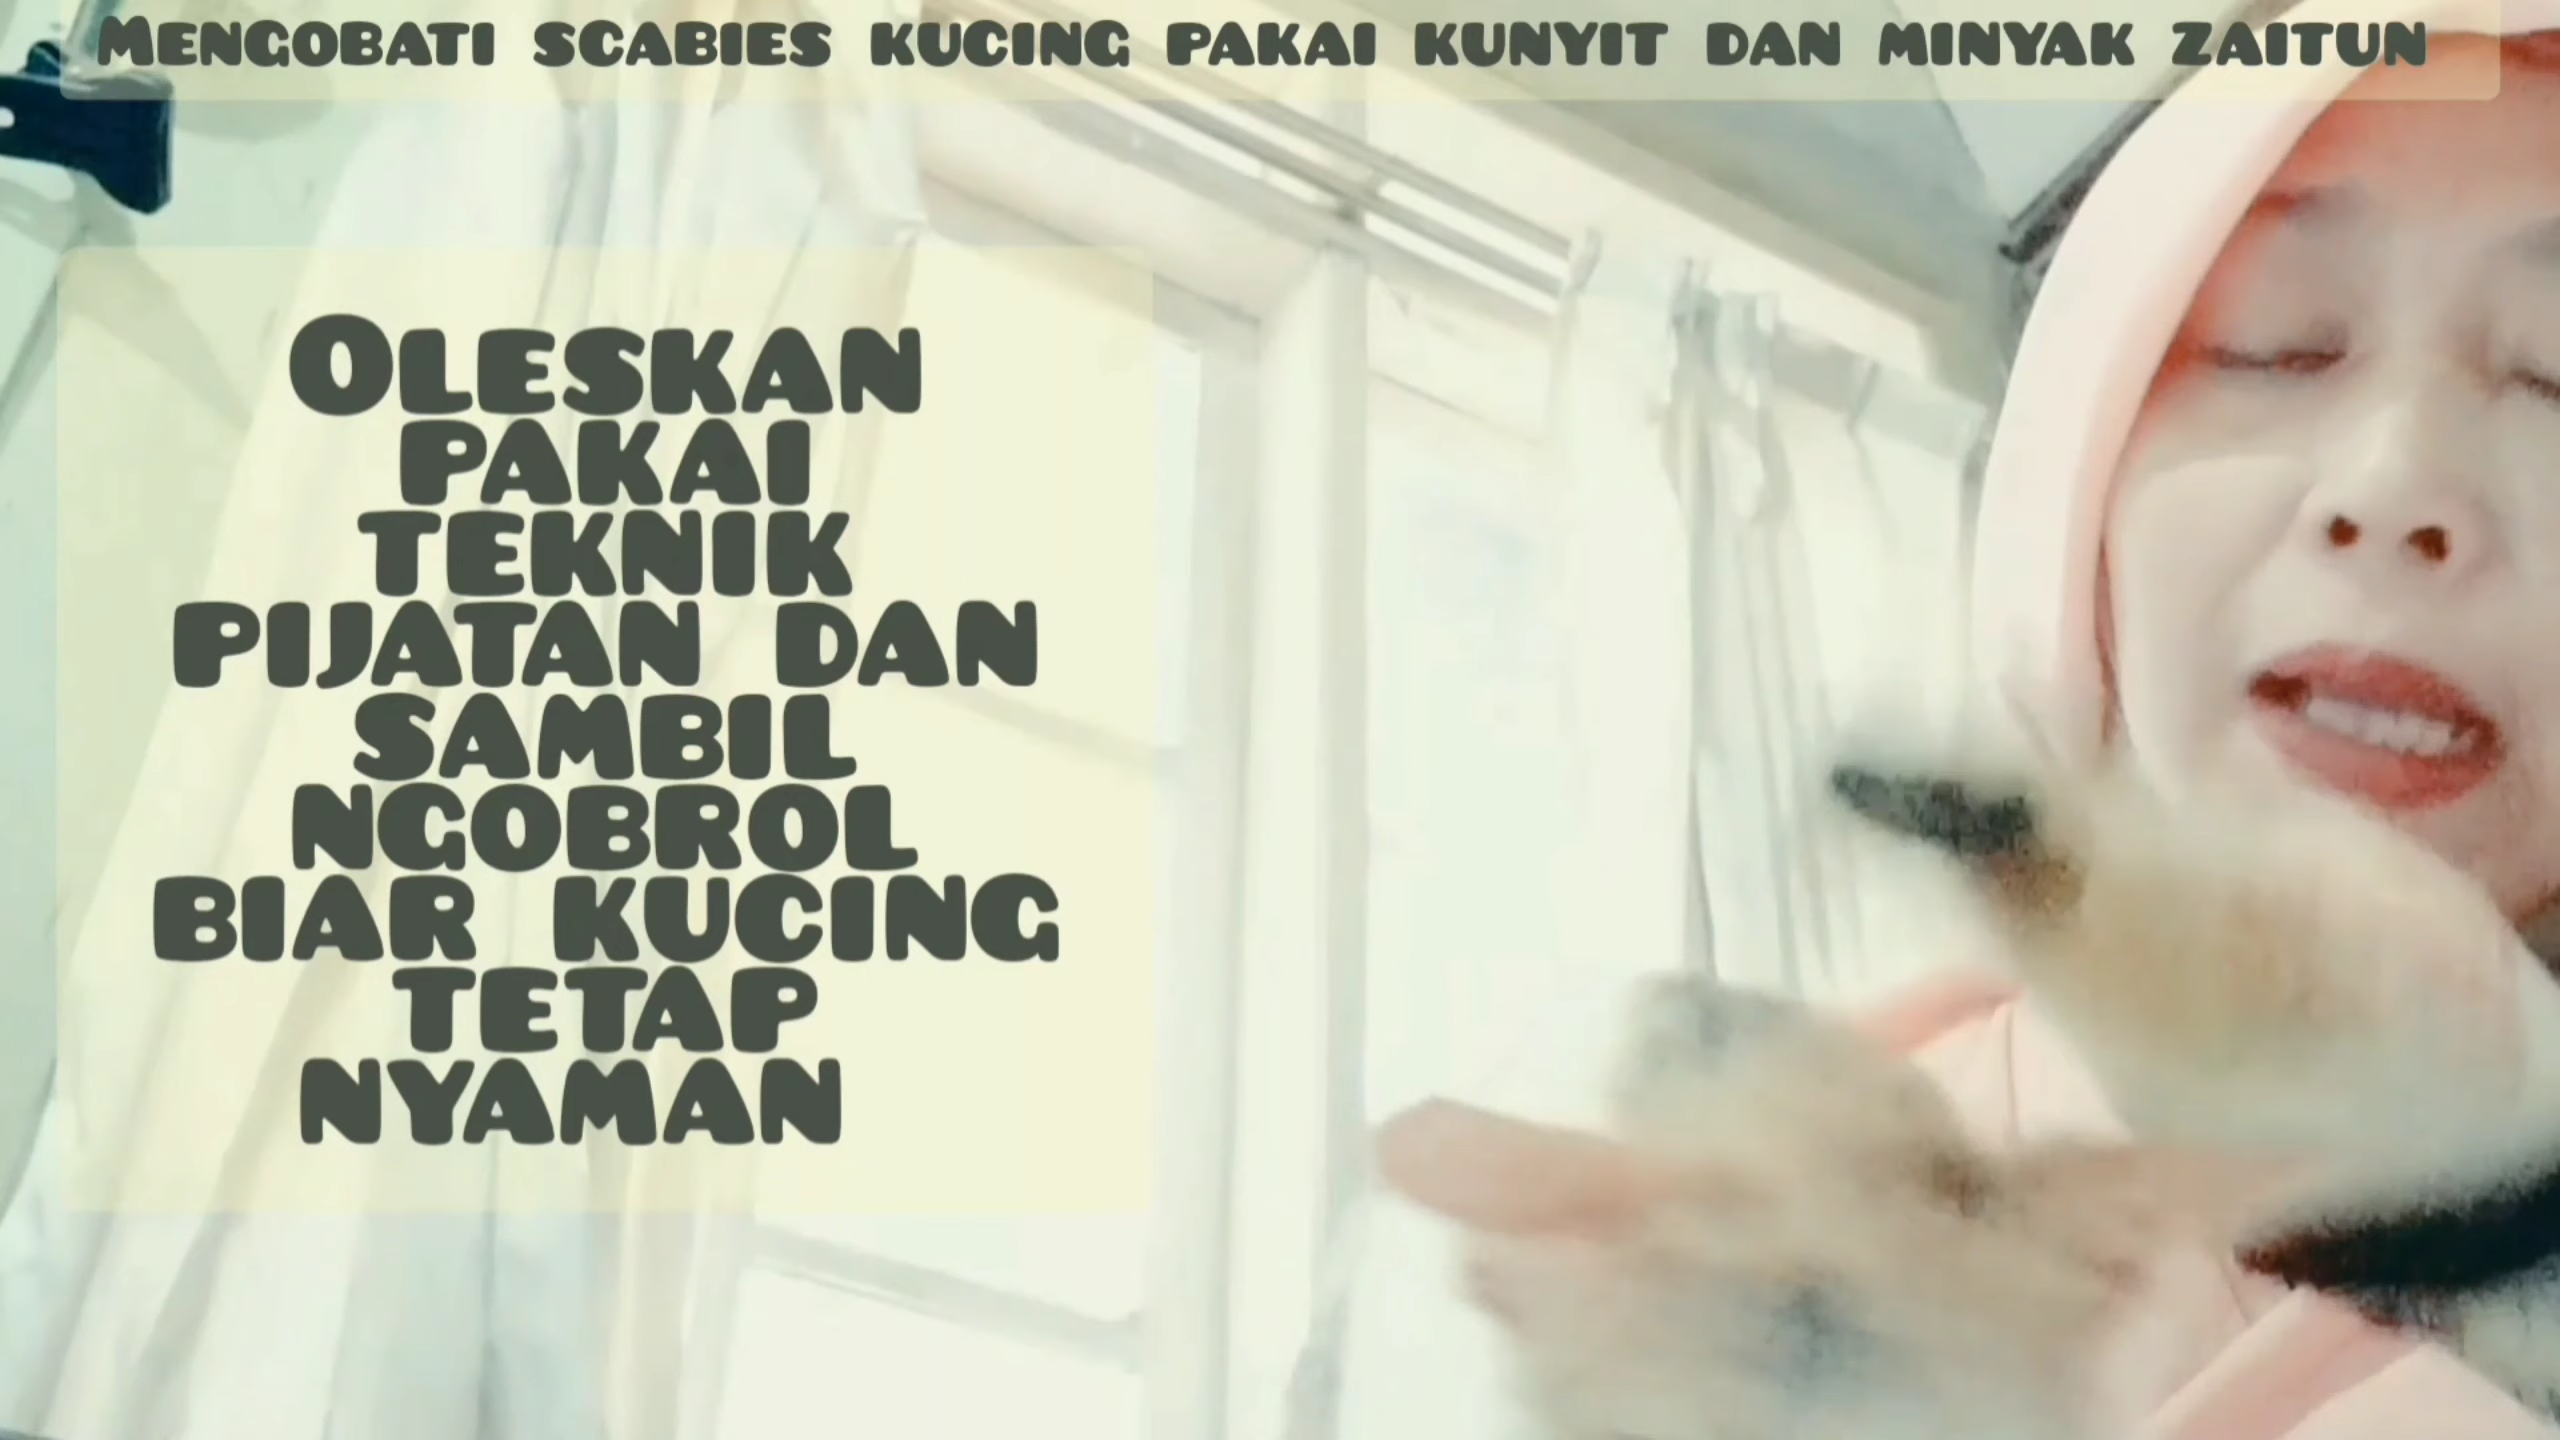 Mengobati scabies kucing pakai kunyit dan minyak zaitun
Oleskan
pakai
teknik
pijatan dan
sambil
ngobrol
biar kucing
tetap
nyaman